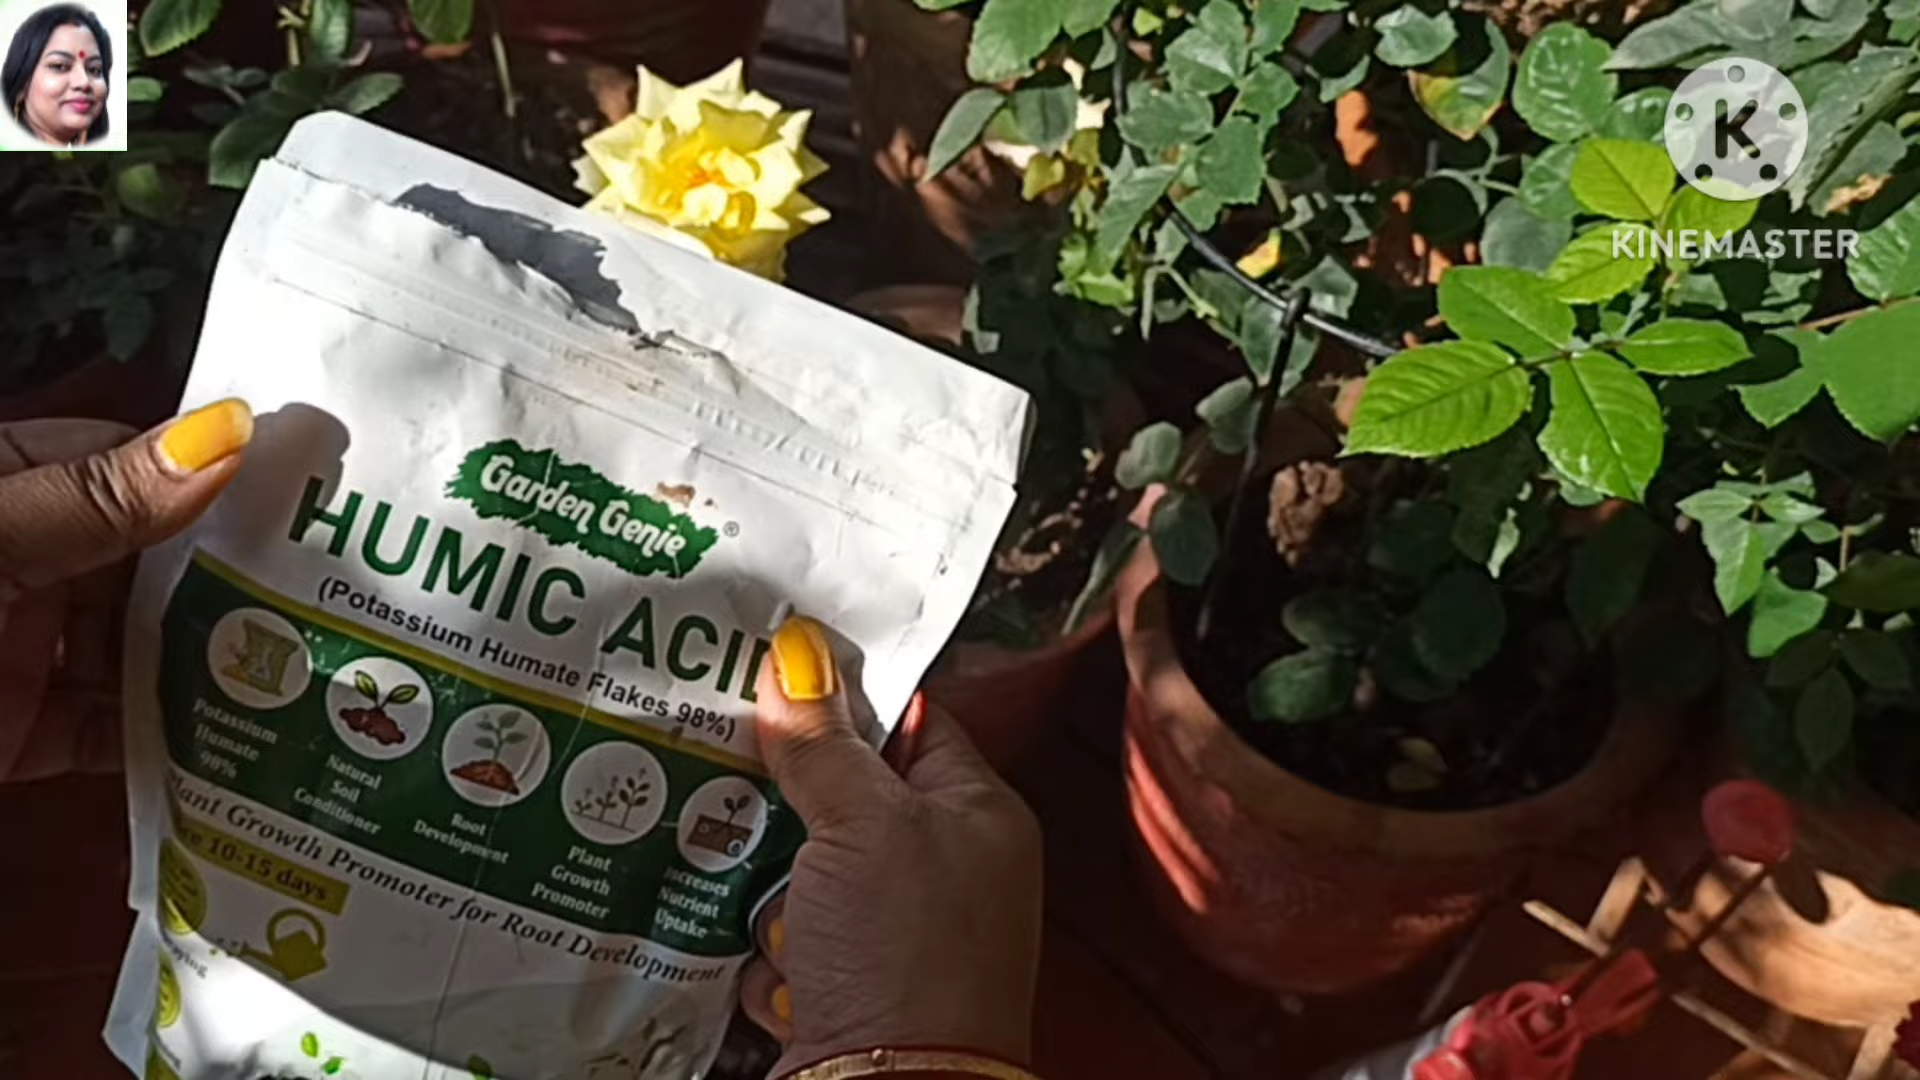 K
KINEMASTER
Garden Genie®
HUMIC ACID
(Potassium Humate Flakes 98%)
Potassium
Humate
98%
Natural
Soil
Conditioner
Root
Development
Plant
Growth
Promoter
Increases
Nutrient
Uptake
Plant Growth Promoter for Root Development
10-15 days